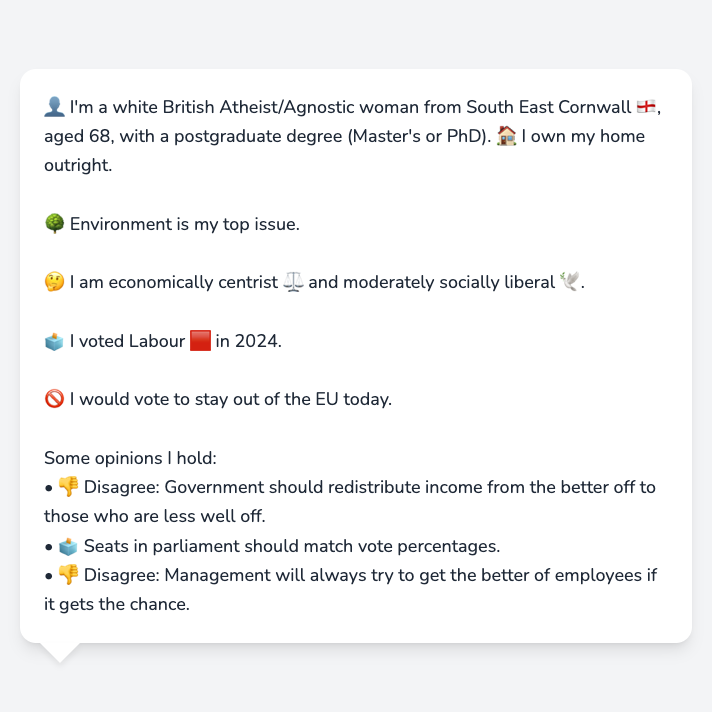 👤 I'm a white British Atheist/Agnostic woman from South East Cornwall 🏴󠁧󠁢󠁥󠁮󠁧󠁿,
aged 68, with a postgraduate degree (Master's or PhD). 🏠 I own my home
outright.
🌳 Environment is my top issue.
🤔 I am economically centrist ⚖️ and moderately socially liberal 🕊️.
🗳️ I voted Labour 🟥 in 2024.
🚫 I would vote to stay out of the EU today.
Some opinions I hold:
• 👎 Disagree: Government should redistribute income from the better off to
those who are less well off.
• 🗳️ Seats in parliament should match vote percentages.
• 👎 Disagree: Management will always try to get the better of employees if
it gets the chance.